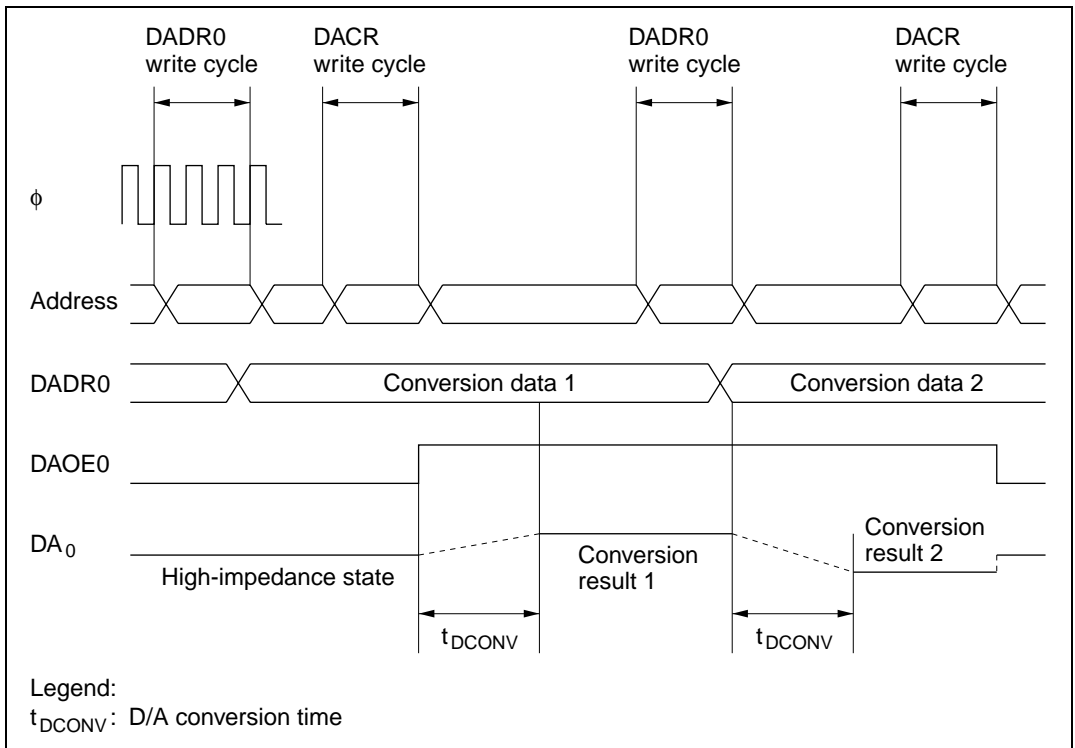 DADR0 write cycle
DACR write cycle
DADR0 write cycle
DACR write cycle
ϕ
Address
DADR0
Conversion data 1
Conversion data 2
DAOE0
DA0
High-impedance state
Conversion result 1
Conversion result 2
tDCONV
tDCONV
Legend:
tDCONV: D/A conversion time